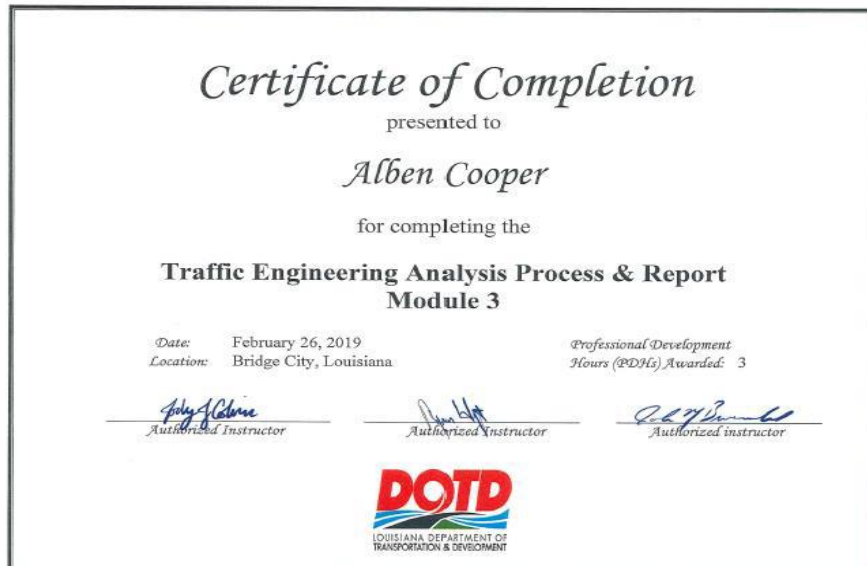 Certificate of Completion
presented to
Alben Cooper
for completing the
Traffic Engineering Analysis Process & Report
Module 3
Date: February 26, 2019
Location: Bridge City, Louisiana
Professional Development
Hours (PDHs) Awarded: 3
Authorized Instructor
Authorized Instructor
Authorized instructor
DOTD
LOUISIANA DEPARTMENT OF
TRANSPORTATION & DEVELOPMENT